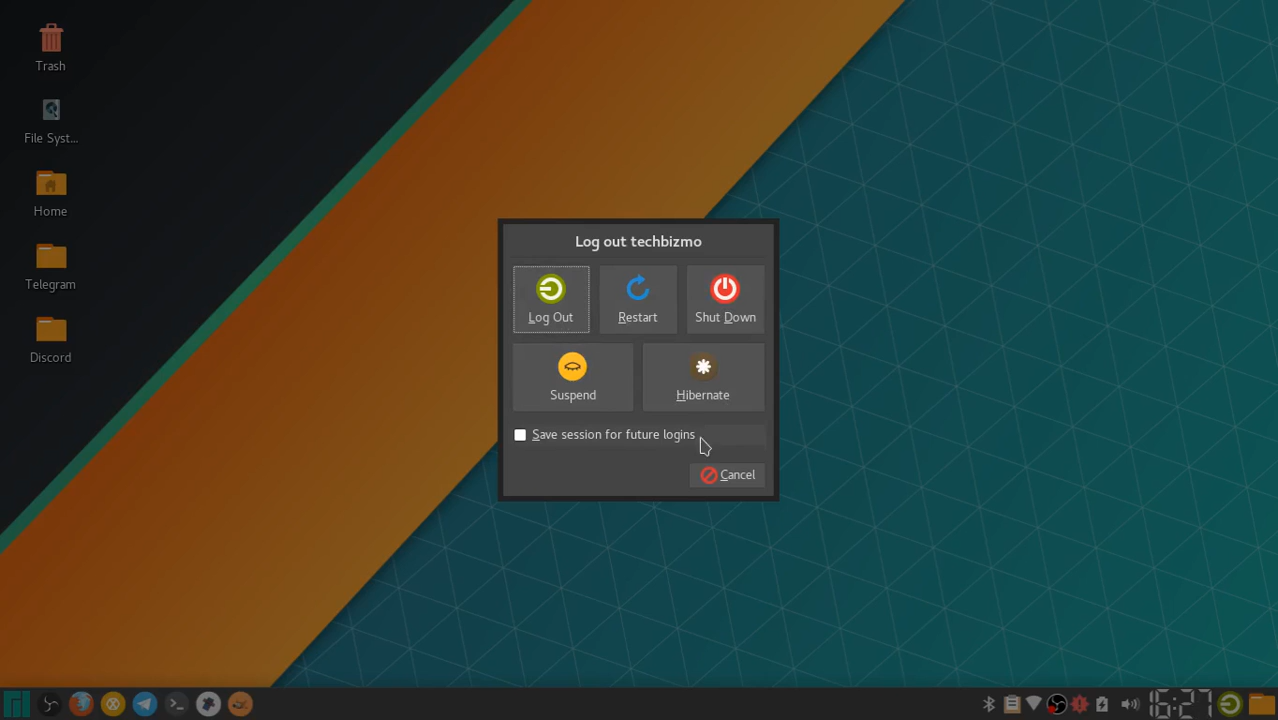 Trash
File Syst...
Home
Telegram
Discord
Log out techbizmo
Log Out
Restart
Shut Down
Suspend
Hibernate
Save session for future logins
Cancel
16:27